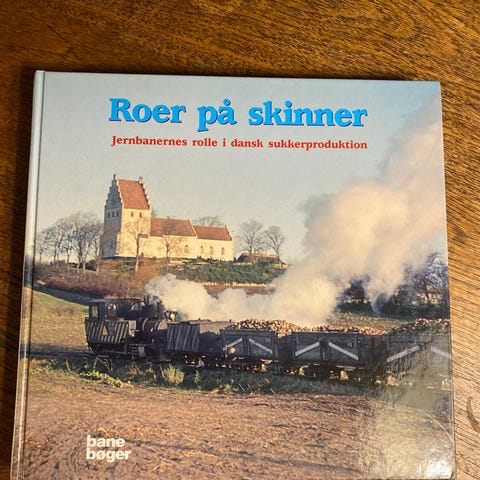 Roer på skinner
Jernbanernes rolle i dansk sukkerproduktion
bane
bøger